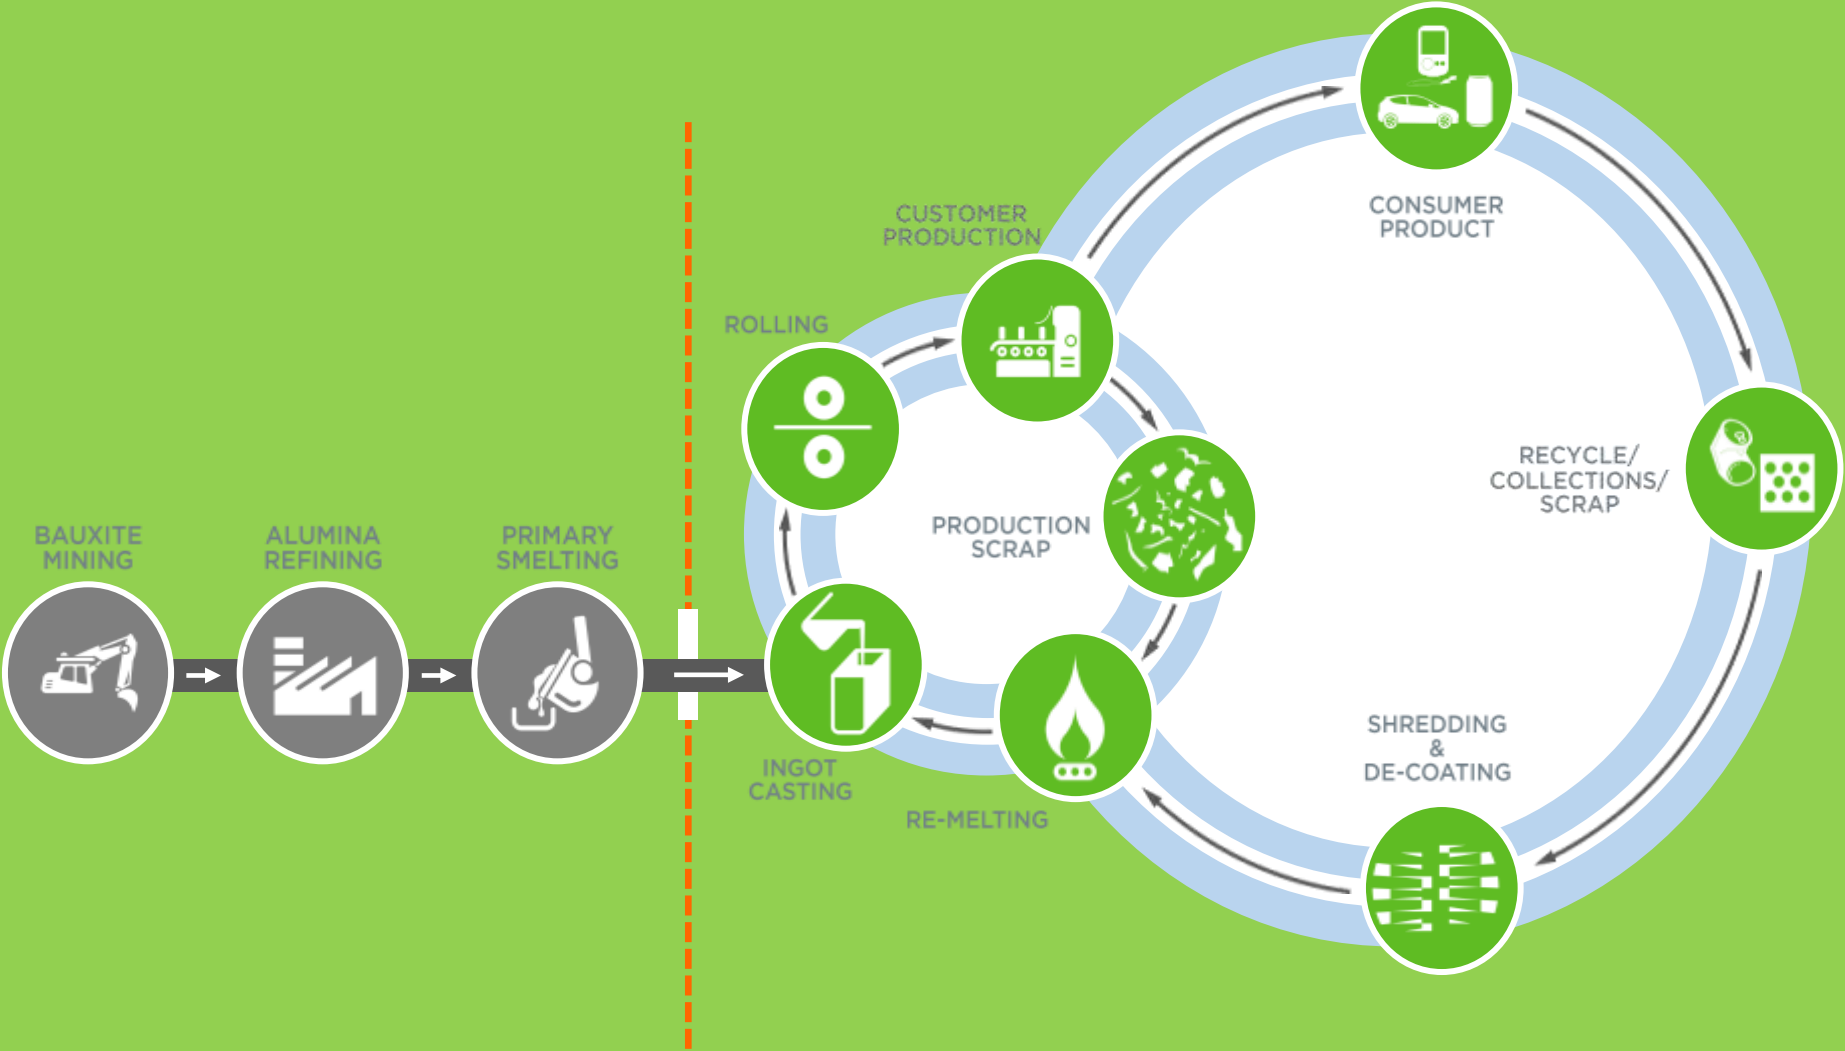 BAUXITE
MINING
ALUMINA
REFINING
PRIMARY
SMELTING
INGOT
CASTING
ROLLING
CUSTOMER
PRODUCTION
PRODUCTION
SCRAP
RE-MELTING
CONSUMER
PRODUCT
RECYCLE/
COLLECTIONS/
SCRAP
SHREDDING
&
DE-COATING